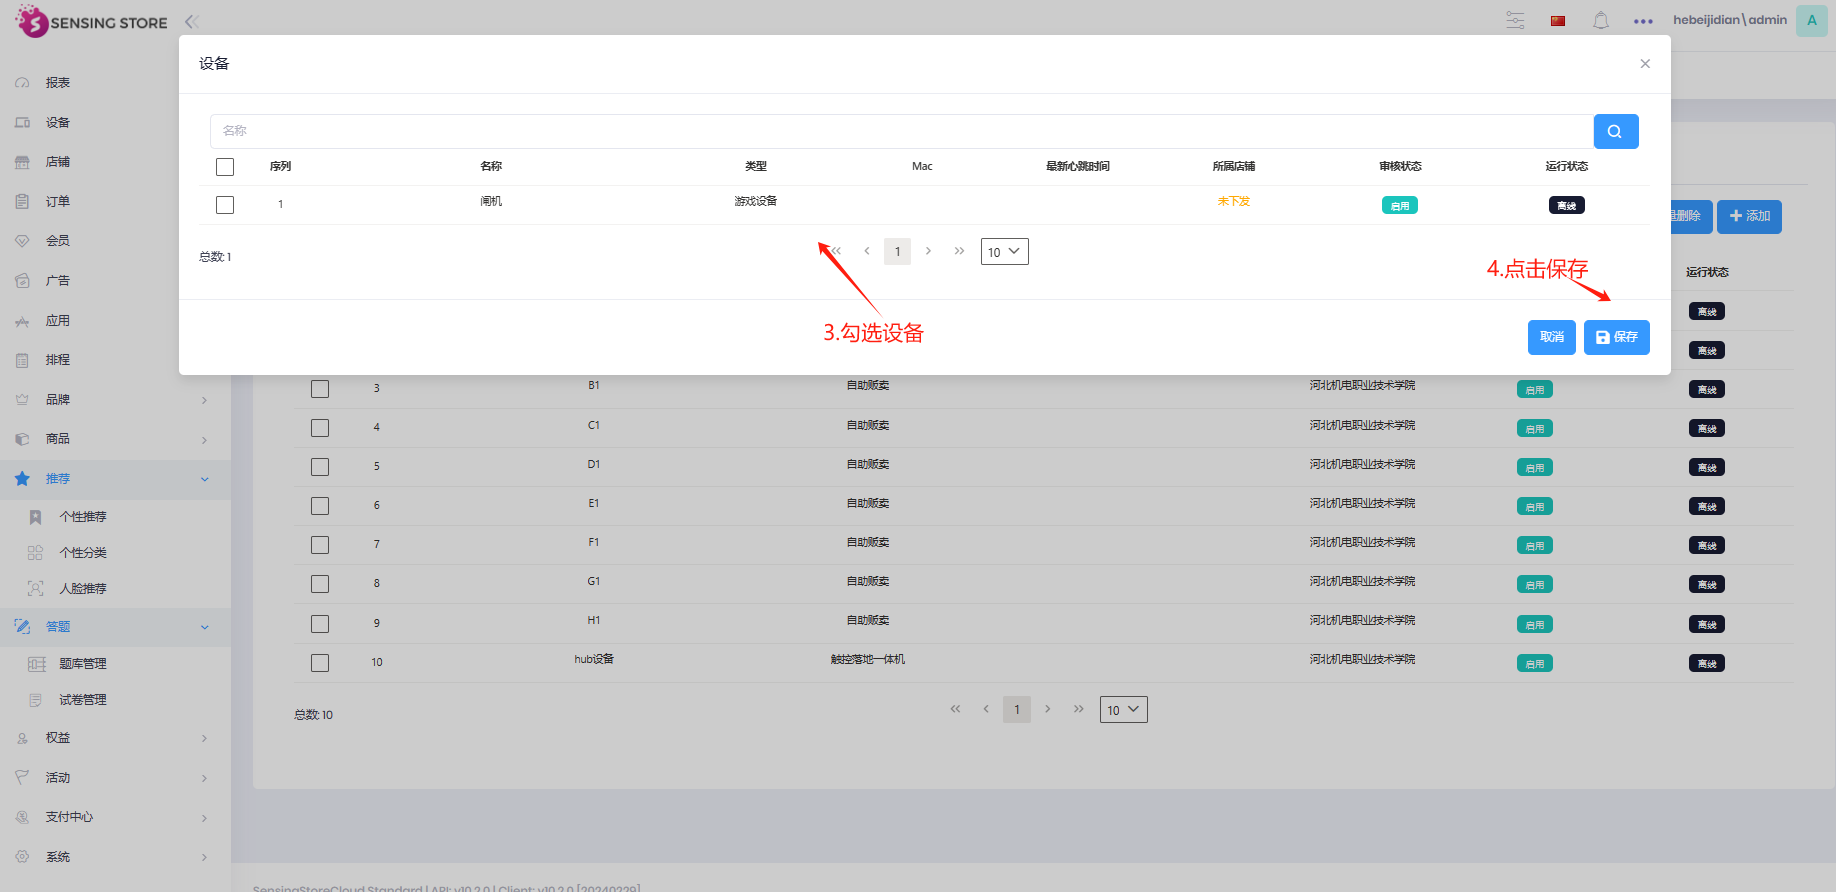 SENSING STORE
hebeijidian\admin
A
设备
报表
设备
店铺
订单
会员
广告
应用
排程
品牌
商品
推荐
个性推荐
个性分类
人脸推荐
答题
题库管理
试卷管理
权益
活动
支付中心
系统
名称
序列 名称 类型 Mac 最新心跳时间 所属店铺 审核状态 运行状态
1 闸机 游戏设备 未下发 启用 离线
总数: 1
1
10
3.勾选设备
4.点击保存
取消
保存
删除
添加
运行状态
离线
离线
3 B1 自助贩卖 河北机电职业技术学院 启用 离线
4 C1 自助贩卖 河北机电职业技术学院 启用 离线
5 D1 自助贩卖 河北机电职业技术学院 启用 离线
6 E1 自助贩卖 河北机电职业技术学院 启用 离线
7 F1 自助贩卖 河北机电职业技术学院 启用 离线
8 G1 自助贩卖 河北机电职业技术学院 启用 离线
9 H1 自助贩卖 河北机电职业技术学院 启用 离线
10 hub设备 触控落地一体机 河北机电职业技术学院 启用 离线
总数: 10
1
10
SensingStoreCloud Standard | API: v10.2.0 | Client: v10.2.0 [20240229]